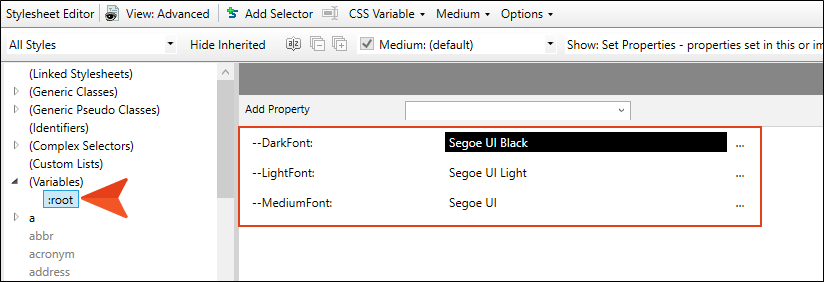 Stylesheet Editor View: Advanced Add Selector CSS Variable Medium Options
All Styles Hide Inherited Medium: (default) Show: Set Properties - properties set in this or im
(Linked Stylesheets)
(Generic Classes)
(Generic Pseudo Classes)
(Identifiers)
(Complex Selectors)
(Custom Lists)
(Variables)
:root
a
abbr
acronym
address
Add Property
--DarkFont: Segoe UI Black ...
--LightFont: Segoe UI Light ...
--MediumFont: Segoe UI ...